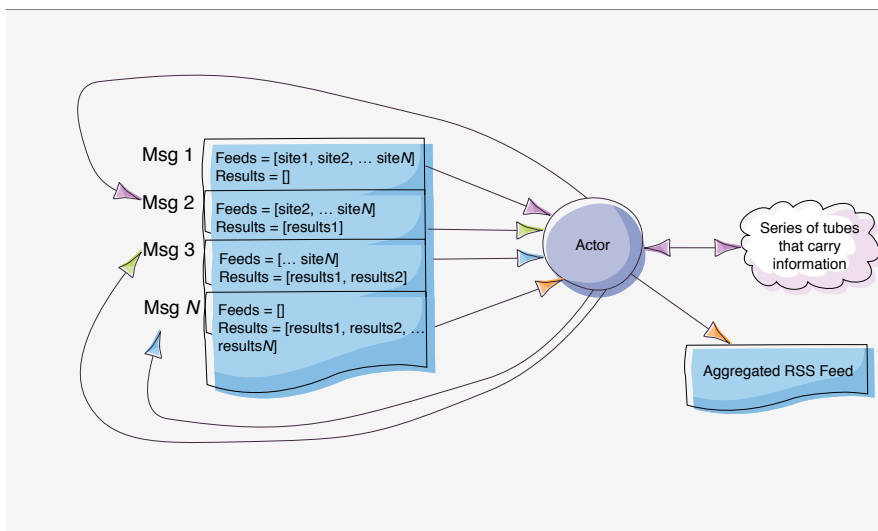 Msg 1
Feeds = [site1, site2, … siteN]
Results = []
Msg 2
Feeds = [site2, … siteN]
Results = [results1]
Msg 3
Feeds = [… siteN]
Results = [results1, results2]
Msg N
Feeds = []
Results = [results1, results2, …
resultsN]
Actor
Series of tubes
that carry
information
Aggregated RSS Feed